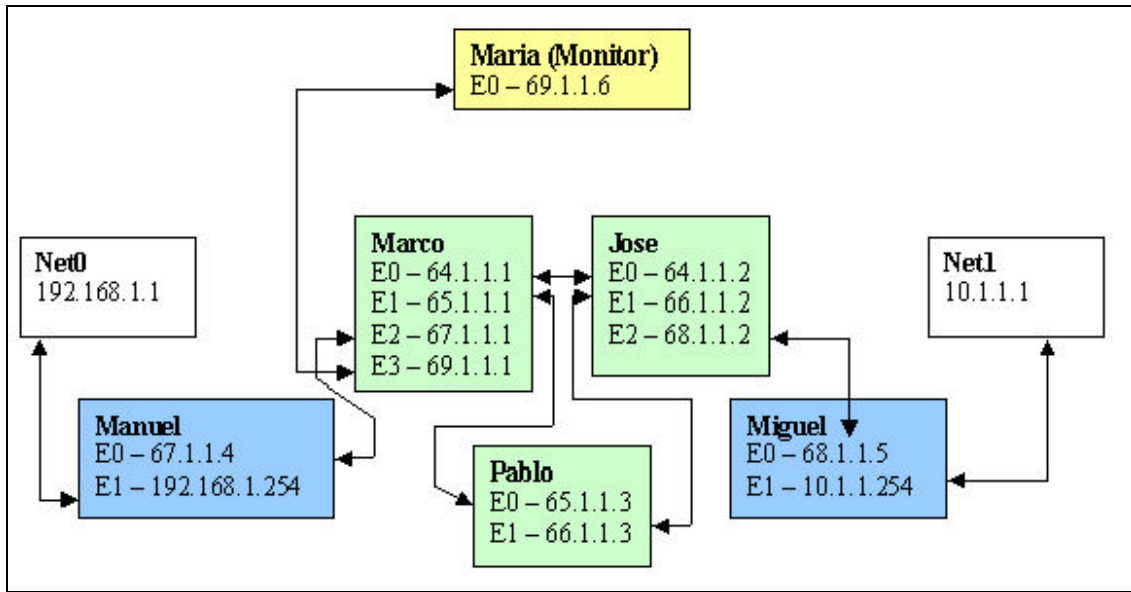 Maria (Monitor)
E0 – 69.1.1.6
Marco
E0 – 64.1.1.1
E1 – 65.1.1.1
E2 – 67.1.1.1
E3 – 69.1.1.1
Jose
E0 – 64.1.1.2
E1 – 66.1.1.2
E2 – 68.1.1.2
Net0
192.168.1.1
Net1
10.1.1.1
Manuel
E0 – 67.1.1.4
E1 – 192.168.1.254
Pablo
E0 – 65.1.1.3
E1 – 66.1.1.3
Miguel
E0 – 68.1.1.5
E1 – 10.1.1.254